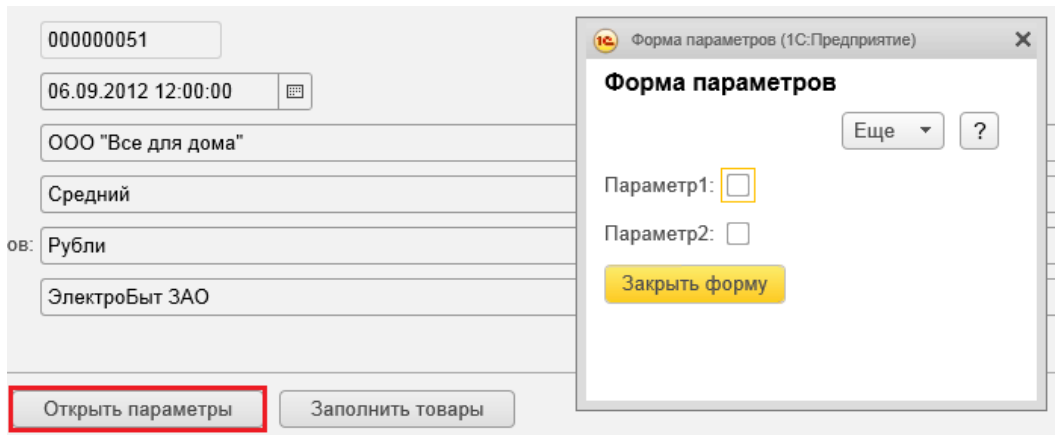 000000051
06.09.2012 12:00:00
ООО "Все для дома"
Средний
ов: Рубли
ЭлектроБыт ЗАО
Открыть параметры
Заполнить товары
1С Форма параметров (1С:Предприятие)
Форма параметров
Еще
?
Параметр1:
Параметр2:
Закрыть форму